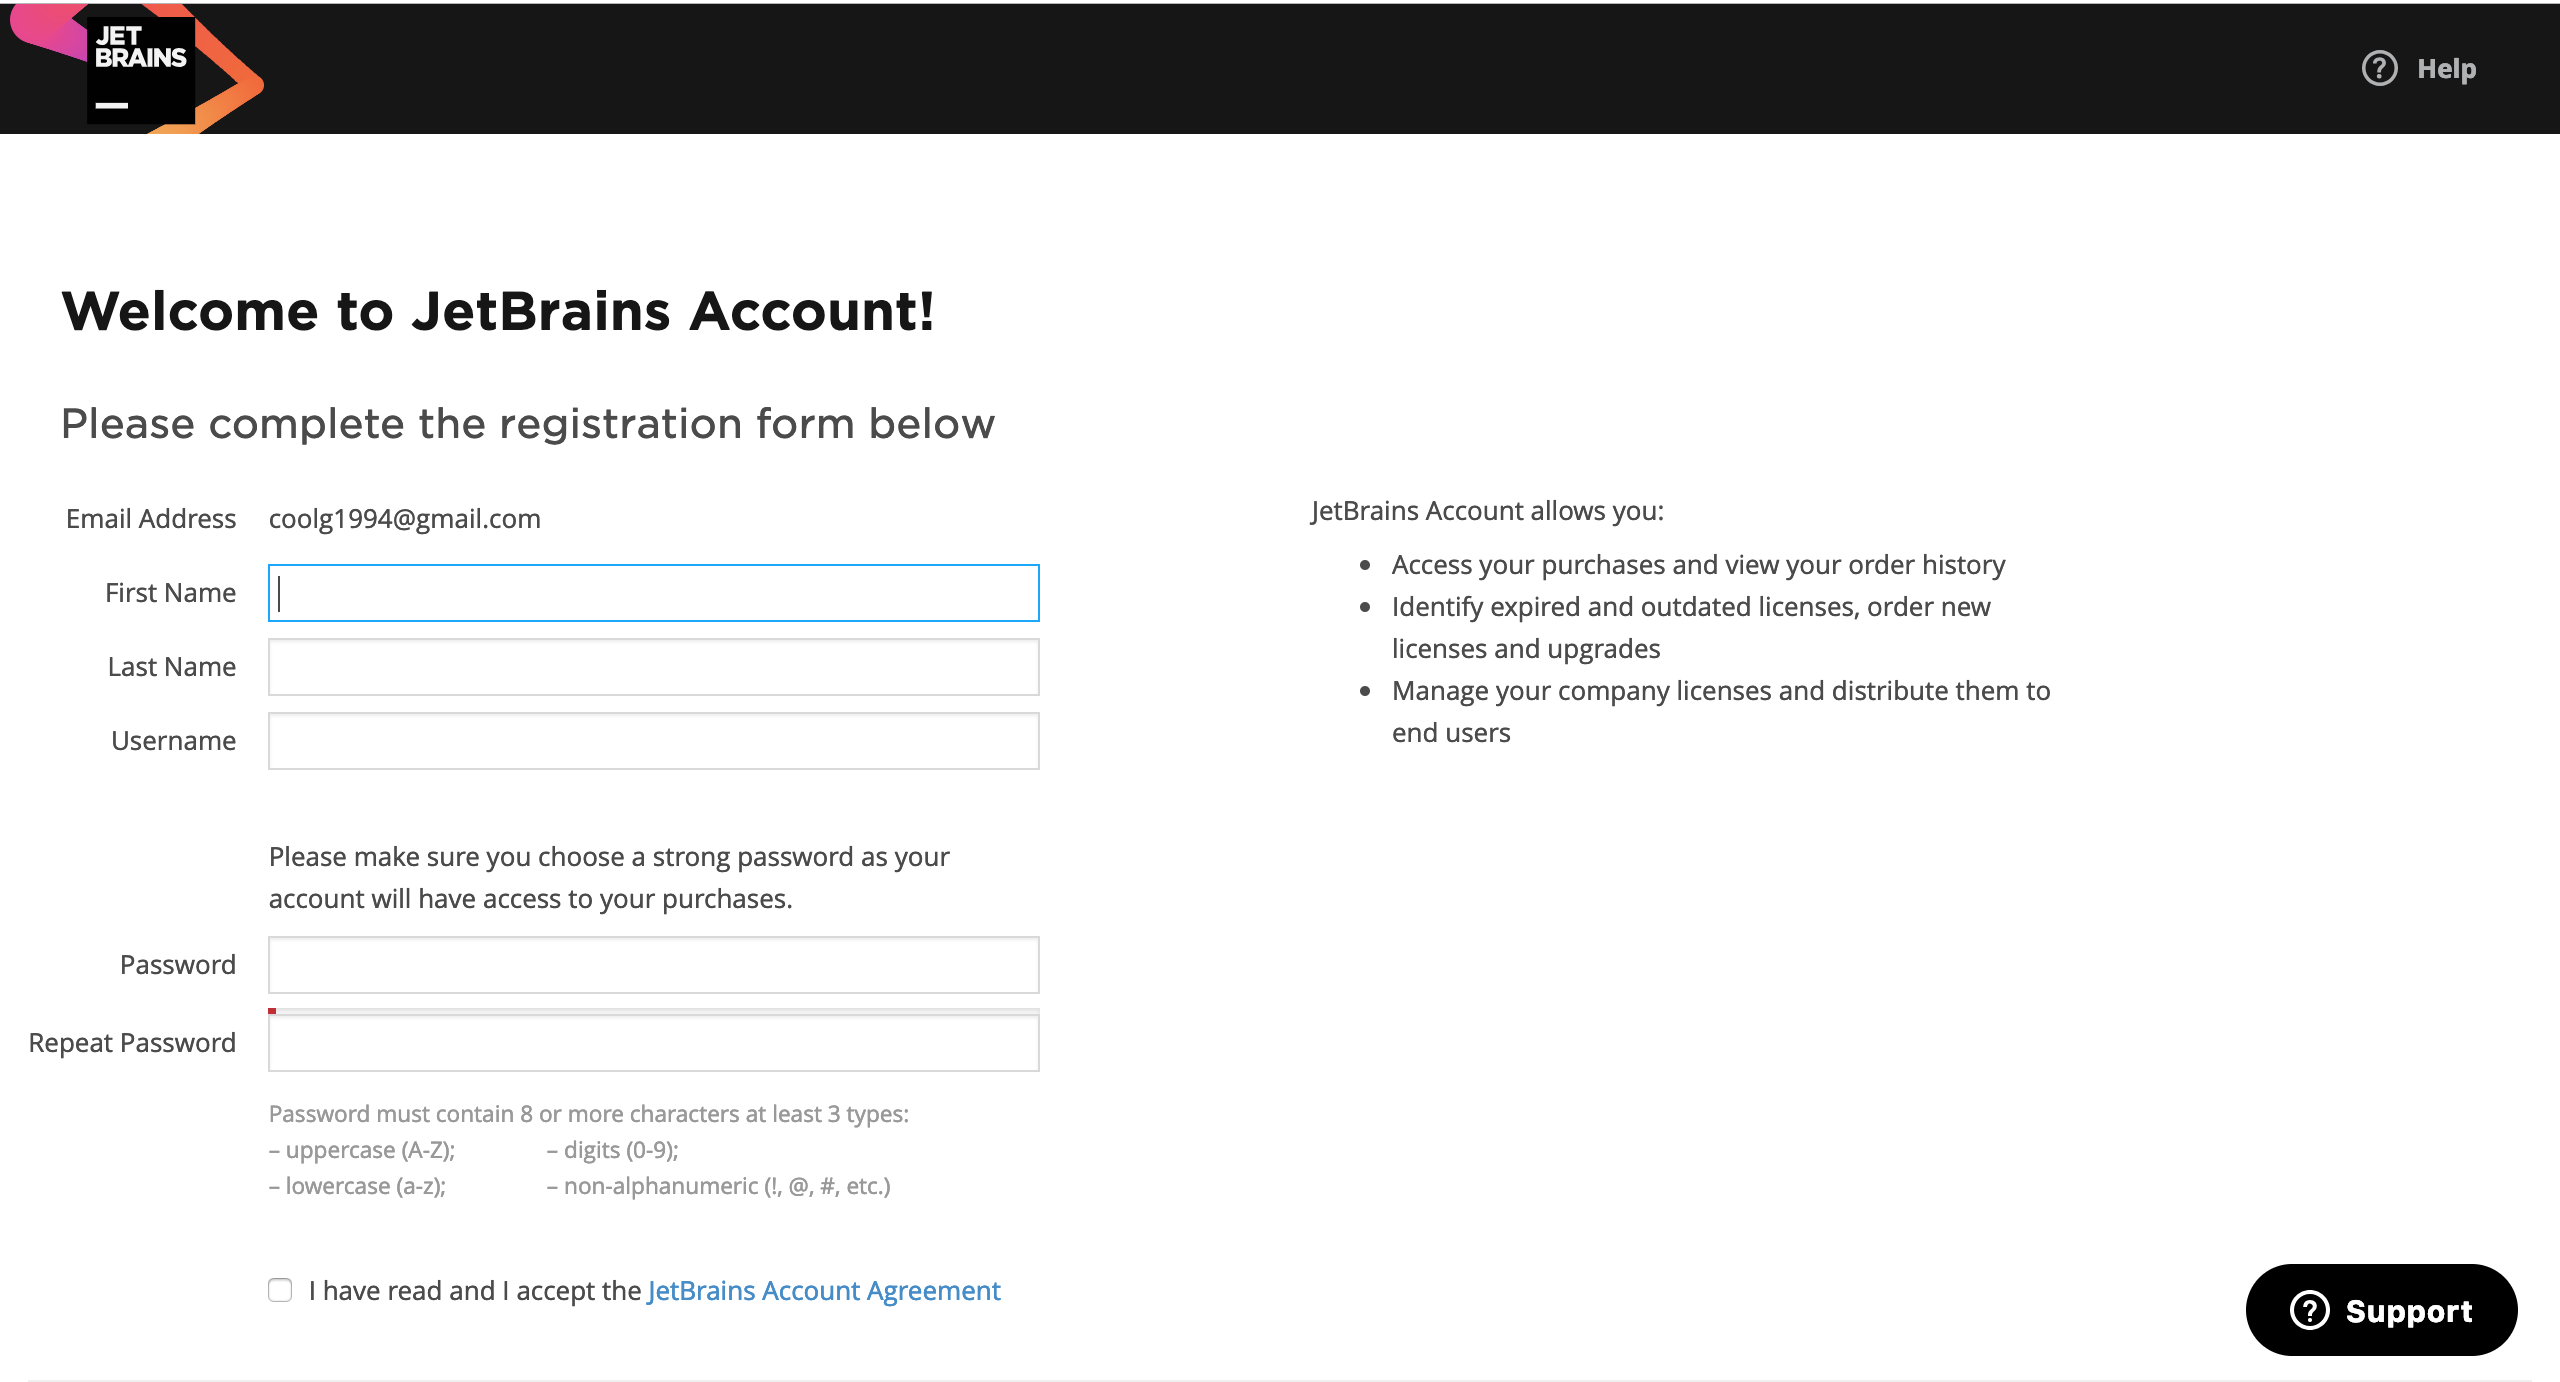 JET
BRAINS
Help
Welcome to JetBrains Account!
Please complete the registration form below
Email Address coolg1994@gmail.com
First Name
Last Name
Username
Please make sure you choose a strong password as your
account will have access to your purchases.
Password
Repeat Password
Password must contain 8 or more characters at least 3 types:
– uppercase (A-Z); – digits (0-9);
– lowercase (a-z); – non-alphanumeric (!, @, #, etc.)
I have read and I accept the JetBrains Account Agreement
JetBrains Account allows you:
• Access your purchases and view your order history
• Identify expired and outdated licenses, order new
licenses and upgrades
• Manage your company licenses and distribute them to
end users
Support